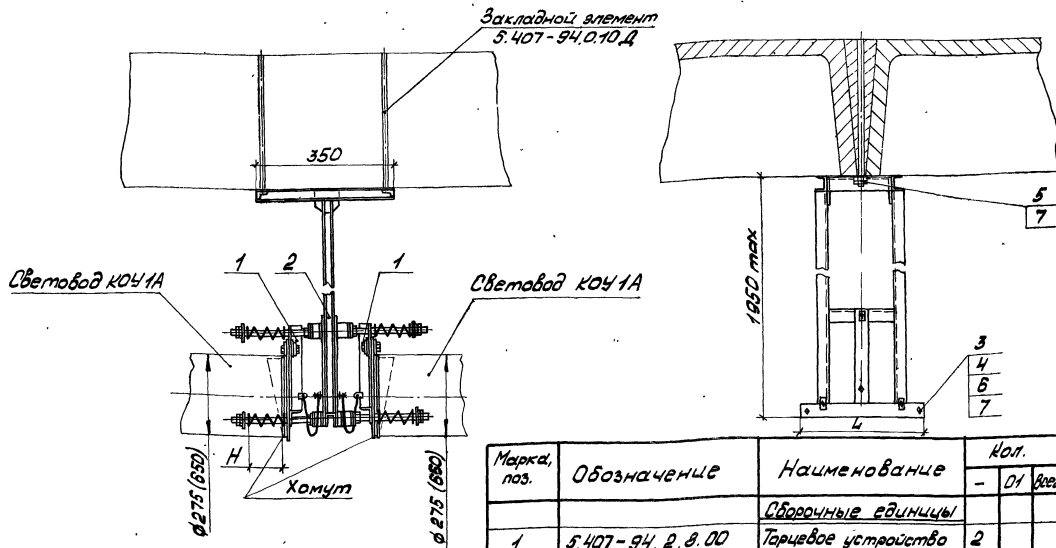 Закладной элемент
5.407-94.0.10Д
350
5
7
1950 max
Световод КОУ1А
1
2
1
Световод КОУ1А
3
4
6
7
L
H
Хомут
ф275(650)
ф275(650)
Марка, поз.
Обозначение
Наименование
Кол.
-
01
Сборочные единицы
1
5.407-94.2.8.00
Торцевое устройство
2